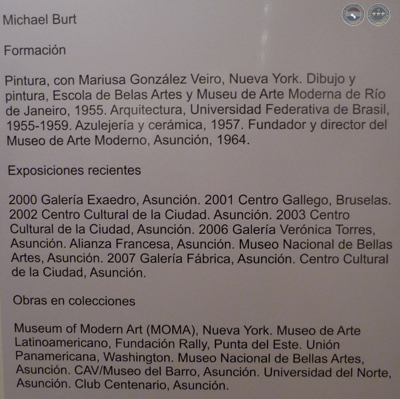 Michael Burt
Formación
Pintura, con Mariusa González Veiro, Nueva York. Dibujo y
pintura, Escola de Belas Artes y Museu de Arte Moderna de Río
de Janeiro, 1955. Arquitectura, Universidad Federativa de Brasil,
1955-1959. Azulejería y cerámica, 1957. Fundador y director del
Museo de Arte Moderno, Asunción, 1964.
Exposiciones recientes
2000 Galería Exaedro, Asunción. 2001 Centro Gallego, Bruselas.
2002 Centro Cultural de la Ciudad. Asunción. 2003 Centro
Cultural de la Ciudad, Asunción. 2006 Galería Verónica Torres,
Asunción. Alianza Francesa, Asunción. Museo Nacional de Bellas
Artes, Asunción. 2007 Galería Fábrica, Asunción. Centro Cultural
de la Ciudad, Asunción.
Obras en colecciones
Museum of Modern Art (MOMA), Nueva York. Museo de Arte
Latinoamericano, Fundación Rally, Punta del Este. Unión
Panamericana, Washington. Museo Nacional de Bellas Artes,
Asunción. CAV/Museo del Barro, Asunción. Universidad del Norte,
Asunción. Club Centenario, Asunción.